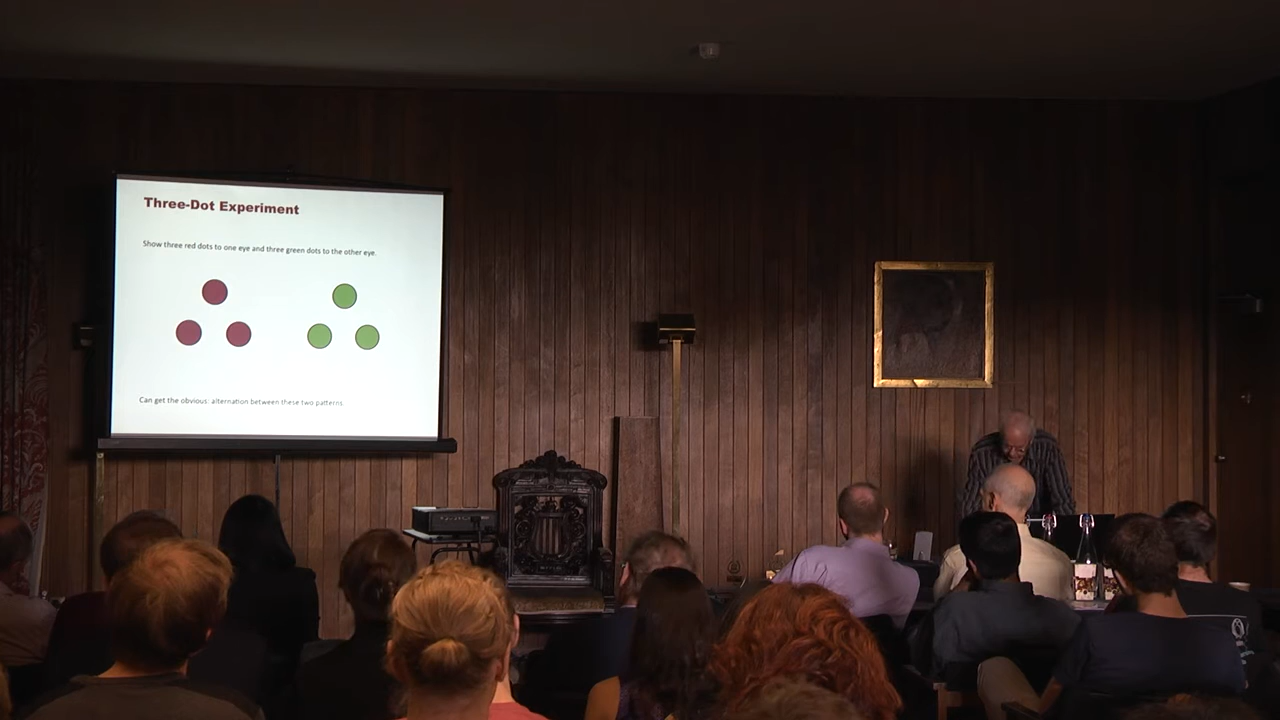 Three-Dot Experiment
Show three red dots to one eye and three green dots to the other eye.
Can get the obvious: alternation between these two patterns.